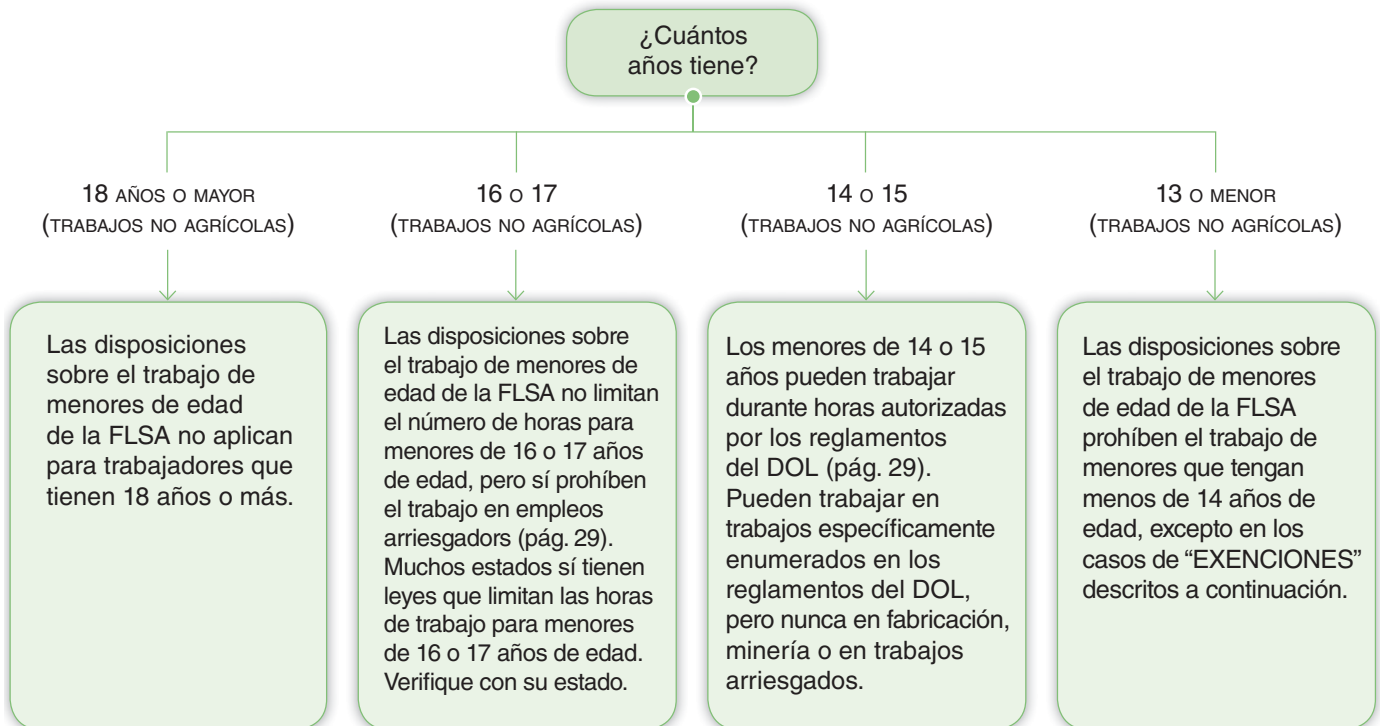 ¿Cuántos
años tiene?
18 AÑOS O MAYOR
(TRABAJOS NO AGRÍCOLAS)
Las disposiciones
sobre el trabajo de
menores de edad
de la FLSA no aplican
para trabajadores que
tienen 18 años o más.
16 O 17
(TRABAJOS NO AGRÍCOLAS)
Las disposiciones sobre
el trabajo de menores de
edad de la FLSA no limitan
el número de horas para
menores de 16 o 17 años
de edad, pero sí prohíben
el trabajo en empleos
arriesgadors (pág. 29).
Muchos estados sí tienen
leyes que limitan las horas
de trabajo para menores
de 16 o 17 años de edad.
Verifique con su estado.
14 O 15
(TRABAJOS NO AGRÍCOLAS)
Los menores de 14 o 15
años pueden trabajar
durante horas autorizadas
por los reglamentos
del DOL (pág. 29).
Pueden trabajar en
trabajos específicamente
enumerados en los
reglamentos del DOL,
pero nunca en fabricación,
minería o en trabajos
arriesgados.
13 O MENOR
(TRABAJOS NO AGRÍCOLAS)
Las disposiciones sobre
el trabajo de menores
de edad de la FLSA
prohíben el trabajo de
menores que tengan
menos de 14 años de
edad, excepto en los
casos de “EXENCIONES”
descritos a continuación.